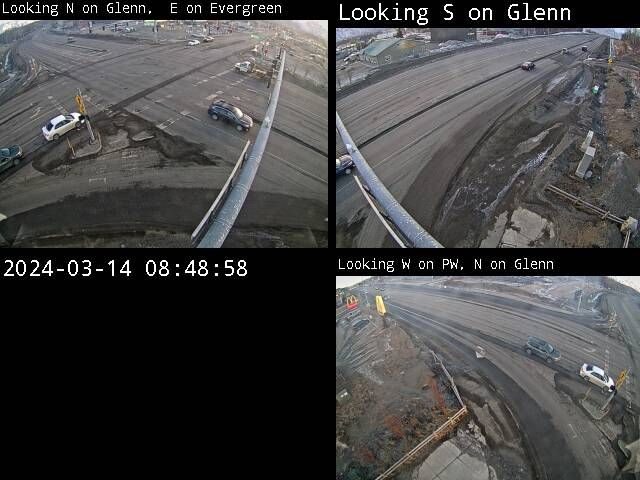 Looking N on Glenn, E on Evergreen
Looking S on Glenn
2024-03-14 08:48:58
Looking W on PW, N on Glenn